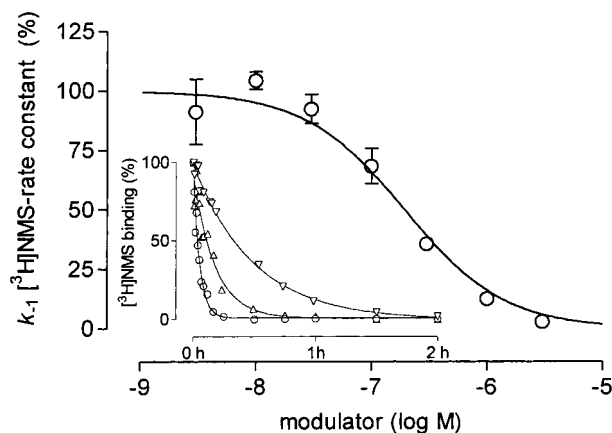 k-1 [³H]NMS-rate constant (%)
125
100
75
50
25
0
[³H]NMS binding (%)
100
50
0
0 h
1h
2 h
-9
-8
-7
-6
-5
modulator (log M)